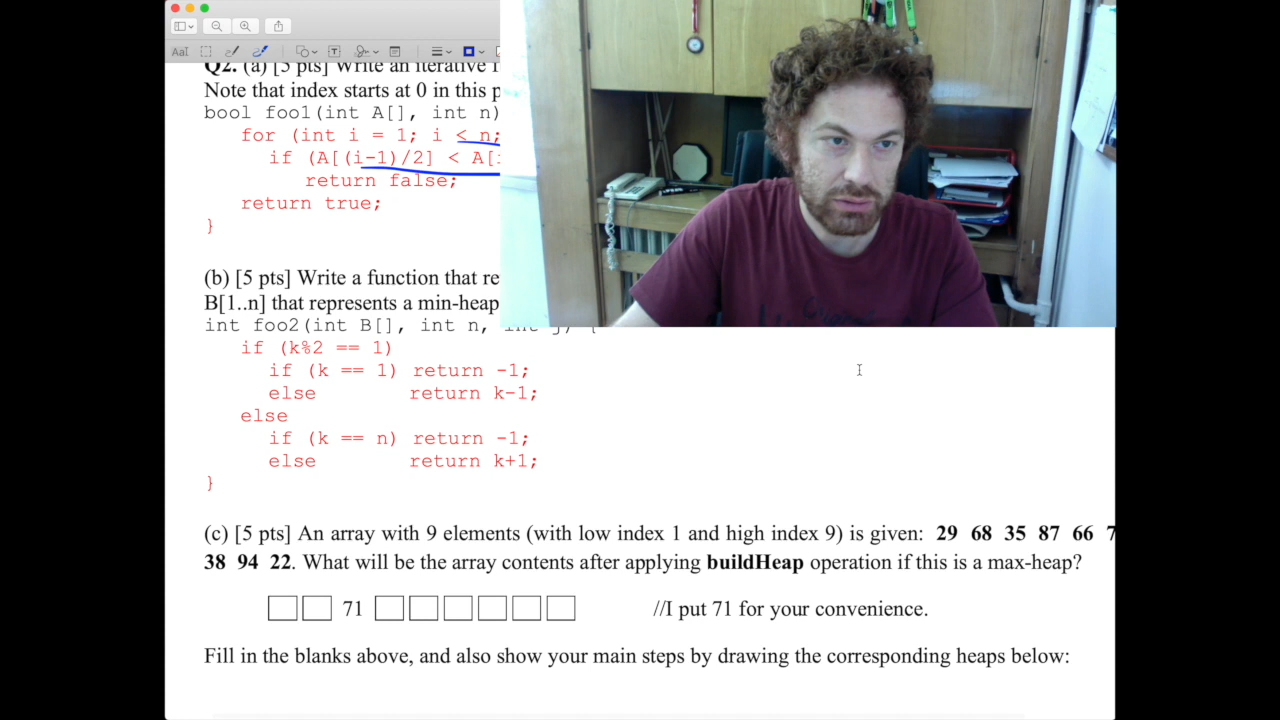 AaI
Q2. (a) [5 pts] Write an iterative
Note that index starts at 0 in this
bool foo1(int A[], int n)
for (int i = 1; i < n;
if (A[(i-1)/2] < A[i
return false;
return true;
}
(b) [5 pts] Write a function that
B[1..n] that represents a min-heap
int foo2(int B[], int n, int j) {
if (k%2 == 1)
if (k == 1) return -1;
else return k-1;
else
if (k == n) return -1;
else return k+1;
}
(c) [5 pts] An array with 9 elements (with low index 1 and high index 9) is given: 29 68 35 87 66 7
38 94 22. What will be the array contents after applying buildHeap operation if this is a max-heap?
71 //I put 71 for your convenience.
Fill in the blanks above, and also show your main steps by drawing the corresponding heaps below: